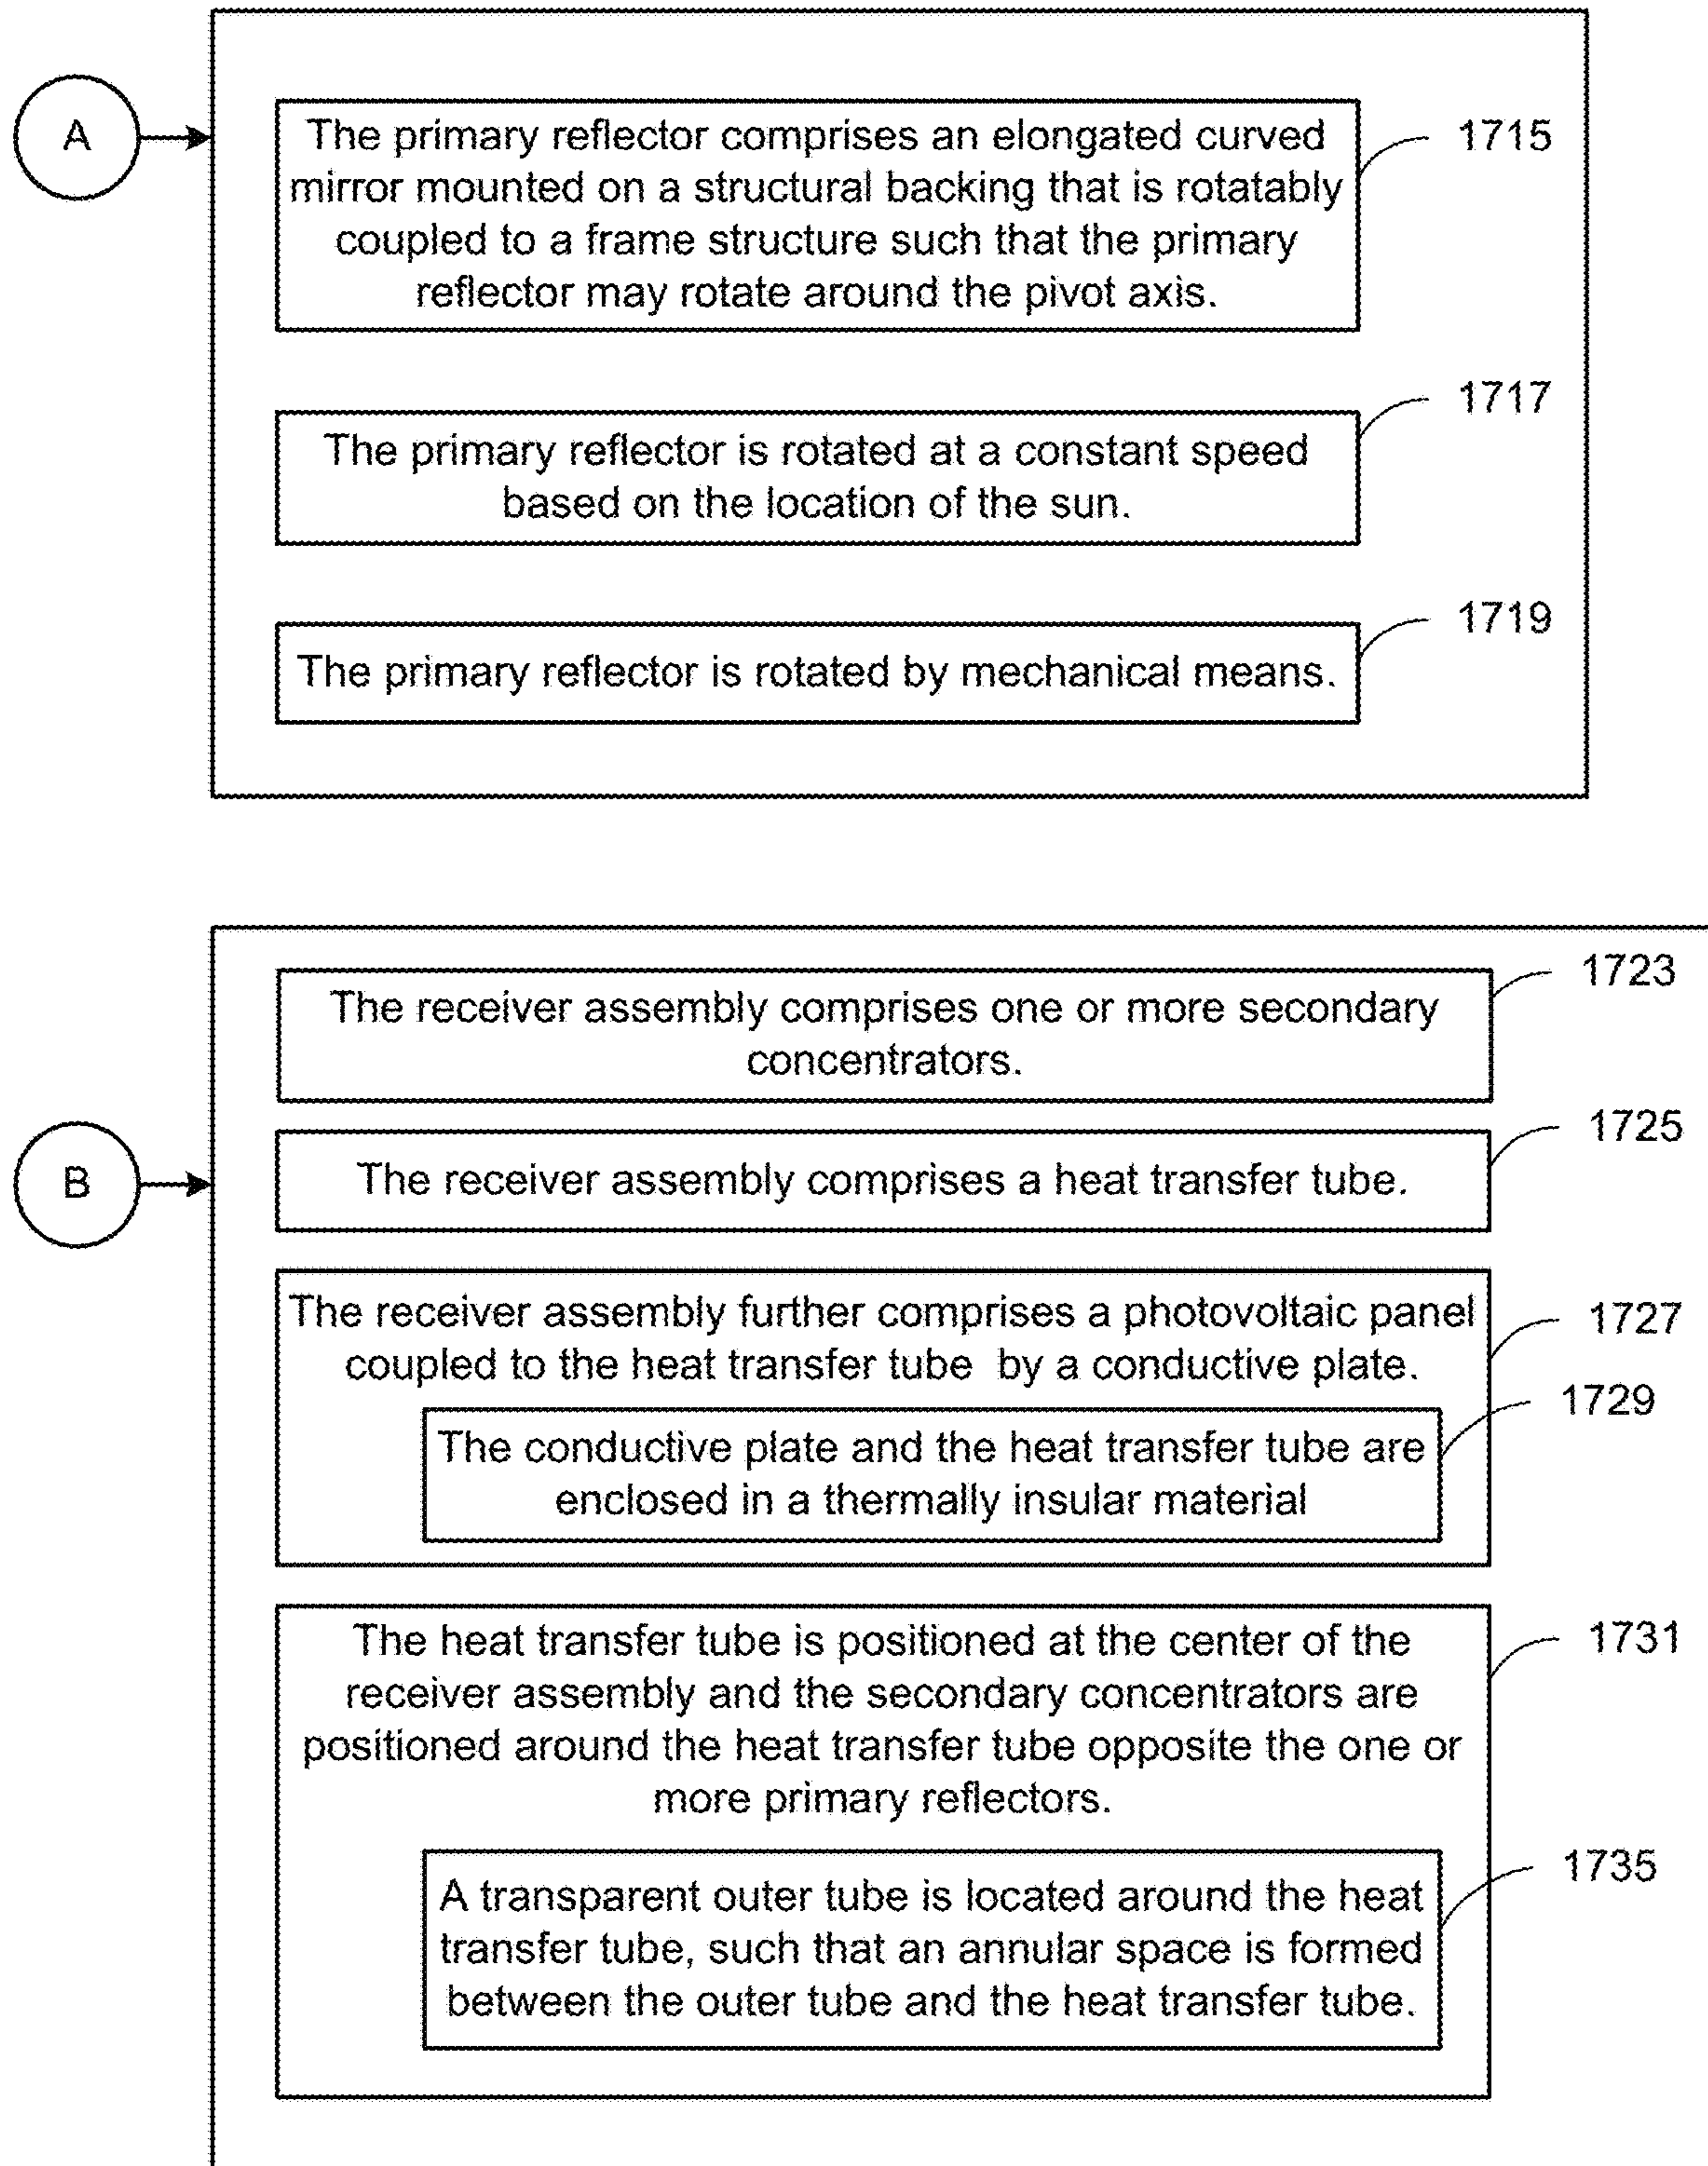 A
The primary reflector comprises an elongated curved
mirror mounted on a structural backing that is rotatably
coupled to a frame structure such that the primary
reflector may rotate around the pivot axis.
1715
The primary reflector is rotated at a constant speed
based on the location of the sun.
1717
The primary reflector is rotated by mechanical means.
1719
B
The receiver assembly comprises one or more secondary
concentrators.
1723
The receiver assembly comprises a heat transfer tube.
1725
The receiver assembly further comprises a photovoltaic panel
coupled to the heat transfer tube by a conductive plate.
1727
The conductive plate and the heat transfer tube are
enclosed in a thermally insular material
1729
The heat transfer tube is positioned at the center of the
receiver assembly and the secondary concentrators are
positioned around the heat transfer tube opposite the one or
more primary reflectors.
1731
A transparent outer tube is located around the heat
transfer tube, such that an annular space is formed
between the outer tube and the heat transfer tube.
1735